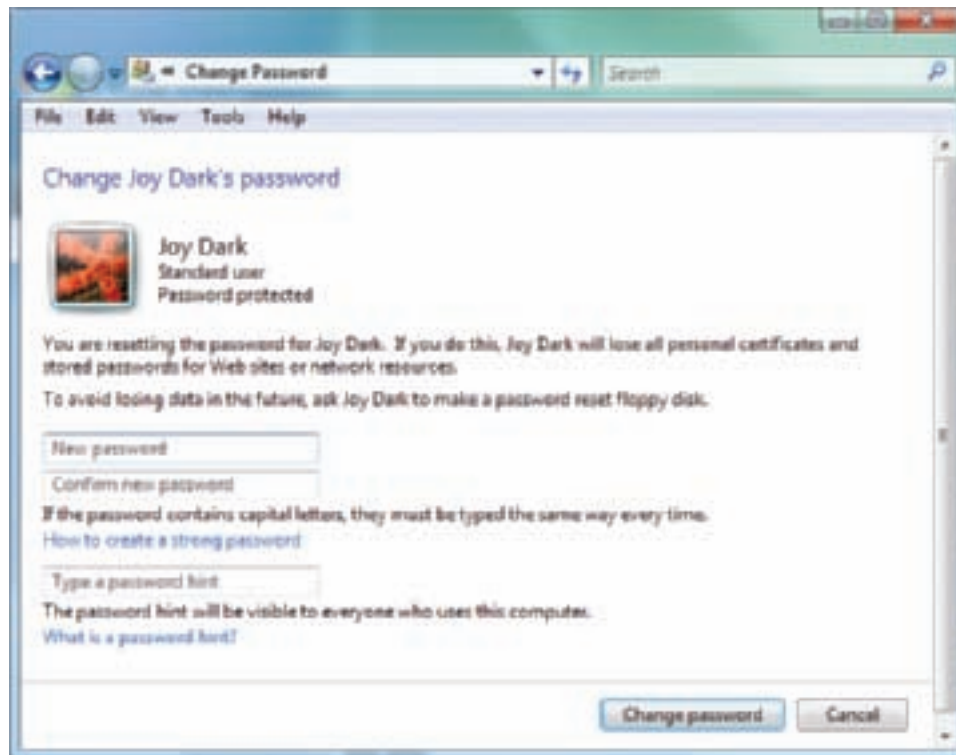 Change Password
Search
File Edit View Tools Help
Change Joy Dark's password
Joy Dark
Standard user
Password protected
You are resetting the password for Joy Dark. If you do this, Joy Dark will lose all personal certificates and
stored passwords for Web sites or network resources.
To avoid losing data in the future, ask Joy Dark to make a password reset floppy disk.
New password
Confirm new password
If the password contains capital letters, they must be typed the same way every time.
How to create a strong password
Type a password hint
The password hint will be visible to everyone who uses this computer.
What is a password hint?
Change password Cancel